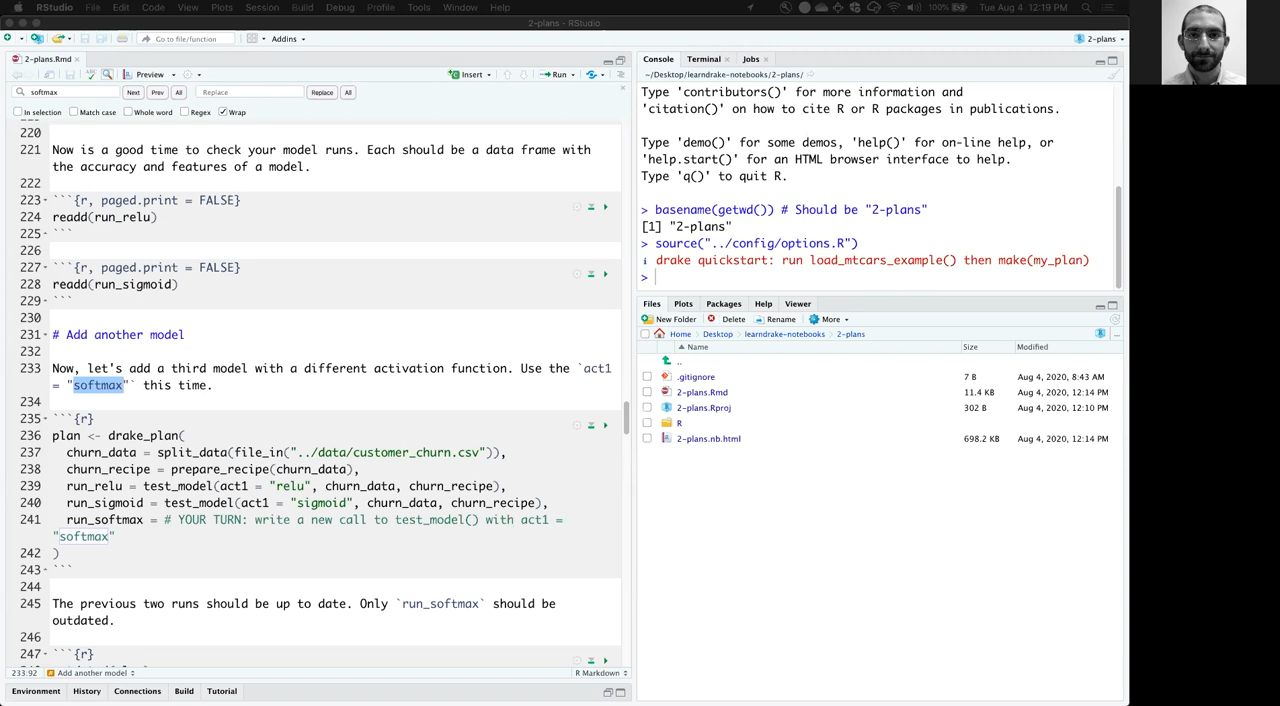 RStudio File Edit Code View Plots Session Build Debug Profile Tools Window Help 100% Tue Aug 4 12:19 PM
2-plans - RStudio
Go to file/function Addins 2-plans
2-plans.Rmd
ABC Preview Insert Run
softmax Next Prev All Replace Replace All
In selection Match case Whole word Regex Wrap
220
221 Now is a good time to check your model runs. Each should be a data frame with
the accuracy and features of a model.
222
223 ```{r, paged.print = FALSE}
224 readd(run_relu)
225 ```
226
227 ```{r, paged.print = FALSE}
228 readd(run_sigmoid)
229 ```
230
231 # Add another model
232
233 Now, let's add a third model with a different activation function. Use the `act1
= "softmax"` this time.
234
235 ```{r}
236 plan <- drake_plan(
237 churn_data = split_data(file_in("../data/customer_churn.csv")),
238 churn_recipe = prepare_recipe(churn_data),
239 run_relu = test_model(act1 = "relu", churn_data, churn_recipe),
240 run_sigmoid = test_model(act1 = "sigmoid", churn_data, churn_recipe),
241 run_softmax = # YOUR TURN: write a new call to test_model() with act1 =
"softmax"
242 )
243 ```
244
245 The previous two runs should be up to date. Only `run_softmax` should be
outdated.
246
247 ```{r}
233:92 Add another model R Markdown
Environment History Connections Build Tutorial
Console Terminal Jobs
~/Desktop/learndrake-notebooks/2-plans/
Type 'contributors()' for more information and
'citation()' on how to cite R or R packages in publications.
Type 'demo()' for some demos, 'help()' for on-line help, or
'help.start()' for an HTML browser interface to help.
Type 'q()' to quit R.
> basename(getwd()) # Should be "2-plans"
[1] "2-plans"
> source("../config/options.R")
ℹ drake quickstart: run load_mtcars_example() then make(my_plan)
>
Files Plots Packages Help Viewer
New Folder Delete Rename More
Home Desktop learndrake-notebooks 2-plans
Name Size Modified
..
.gitignore 7 B Aug 4, 2020, 8:43 AM
2-plans.Rmd 11.4 KB Aug 4, 2020, 12:14 PM
2-plans.Rproj 302 B Aug 4, 2020, 12:10 PM
R
2-plans.nb.html 698.2 KB Aug 4, 2020, 12:14 PM